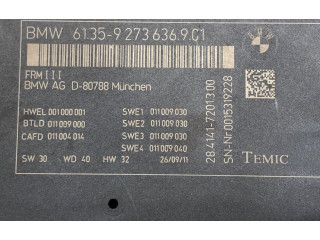 BMW 61.35-9 273 636.9 C1
FRM III
BMW AG D-80788 München
HWEL 001 000 001
BTLD 011 009 000
CAFD 011 004 014
SWE1 011 009 030
SWE2 011 009 030
SWE3 011 009 030
SWE4 011 009 040
SW 30 WD 40 HW 32 26/09/11
28.4141-7201 3.00
SN-Nr0015319228
TEMIC